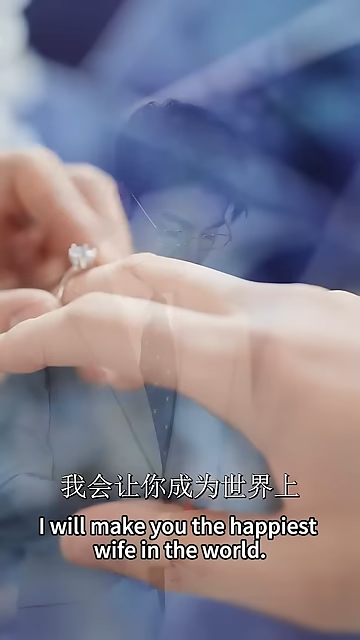 我会让你成为世界上
I will make you the happiest
wife in the world.